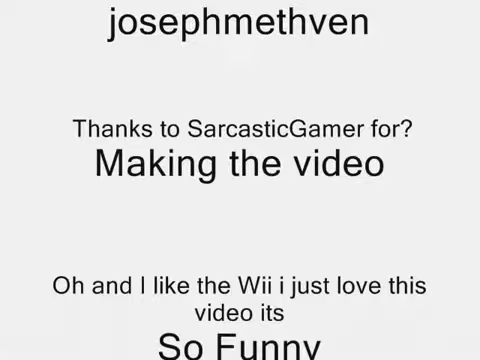 josephmethven
Thanks to SarcasticGamer for?
Making the video
Oh and I like the Wii i just love this
video its
So Funny